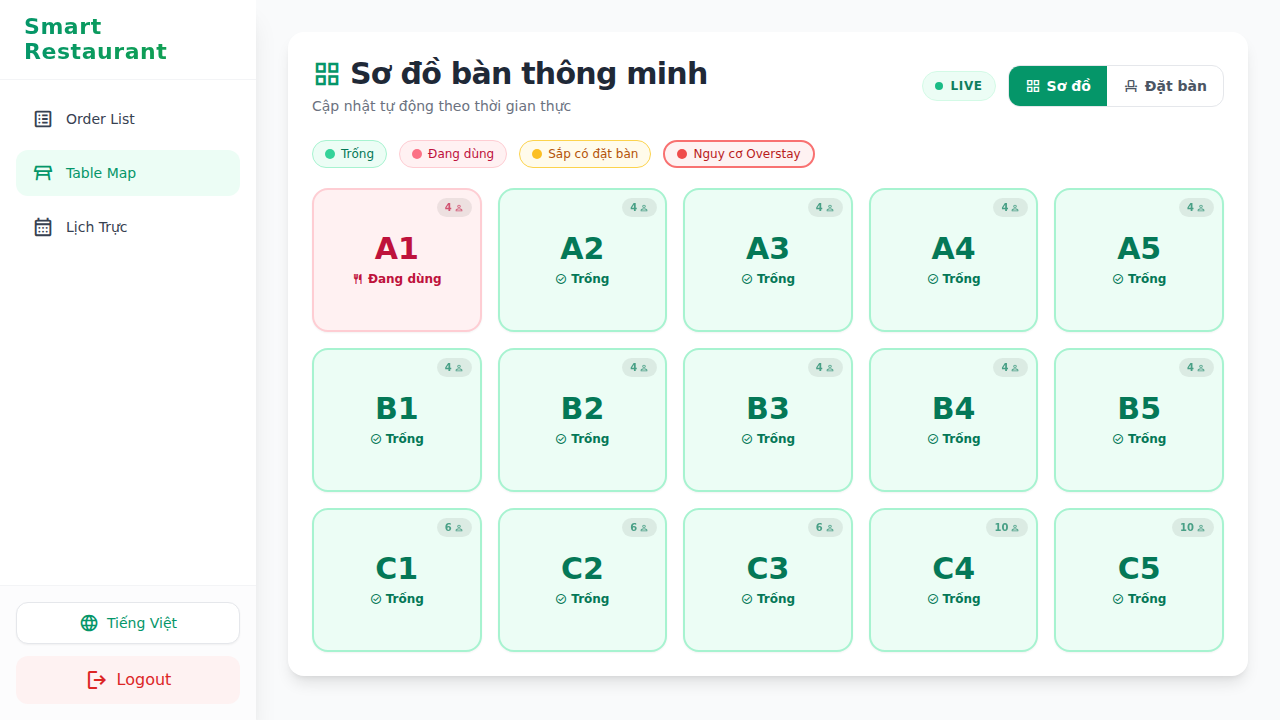 Smart
Restaurant
Order List
Table Map
Lịch Trực
Tiếng Việt
Logout
Sơ đồ bàn thông minh
Cập nhật tự động theo thời gian thực
LIVE
Sơ đồ
Đặt bàn
Trống
Đang dùng
Sắp có đặt bàn
Nguy cơ Overstay
4
A1
Đang dùng
4
A2
Trống
4
A3
Trống
4
A4
Trống
4
A5
Trống
4
B1
Trống
4
B2
Trống
4
B3
Trống
4
B4
Trống
4
B5
Trống
6
C1
Trống
6
C2
Trống
6
C3
Trống
10
C4
Trống
10
C5
Trống